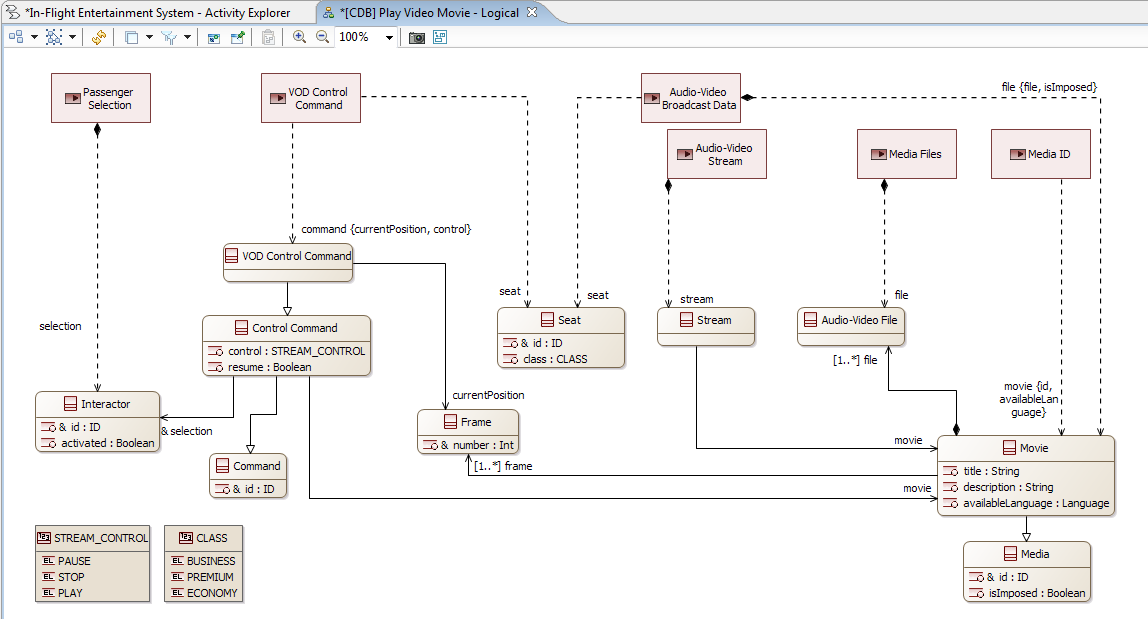 *In-Flight Entertainment System - Activity Explorer
*[CDB] Play Video Movie - Logical
100%
Passenger
Selection
VOD Control
Command
Audio-Video
Broadcast Data
file {file, isImposed}
Audio-Video
Stream
Media Files
Media ID
command {currentPosition, control}
VOD Control Command
seat
seat
stream
file
selection
Control Command
control : STREAM_CONTROL
resume : Boolean
Seat
& id : ID
class : CLASS
Stream
Audio-Video File
[1..*] file
movie {id,
availableLan
guage}
currentPosition
Interactor
& id : ID
activated : Boolean
& selection
Frame
& number : Int
[1..*] frame
movie
movie
Movie
title : String
description : String
availableLanguage : Language
Command
& id : ID
STREAM_CONTROL
PAUSE
STOP
PLAY
CLASS
BUSINESS
PREMIUM
ECONOMY
Media
& id : ID
isImposed : Boolean